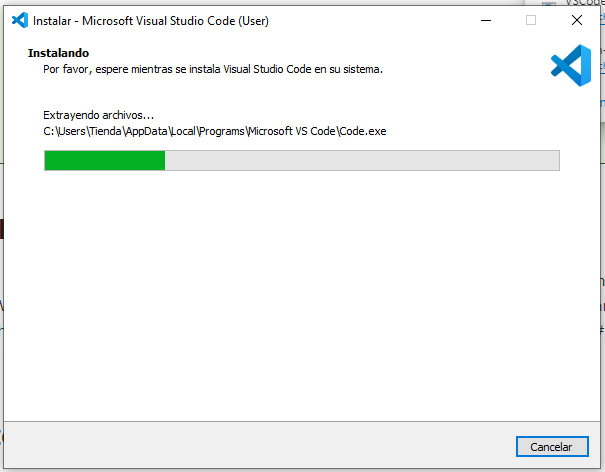 VSCode
Instalar - Microsoft Visual Studio Code (User)
Instalando
Por favor, espere mientras se instala Visual Studio Code en su sistema.
Extrayendo archivos...
C:\Users\Tienda\AppData\Local\Programs\Microsoft VS Code\Code.exe
Cancelar